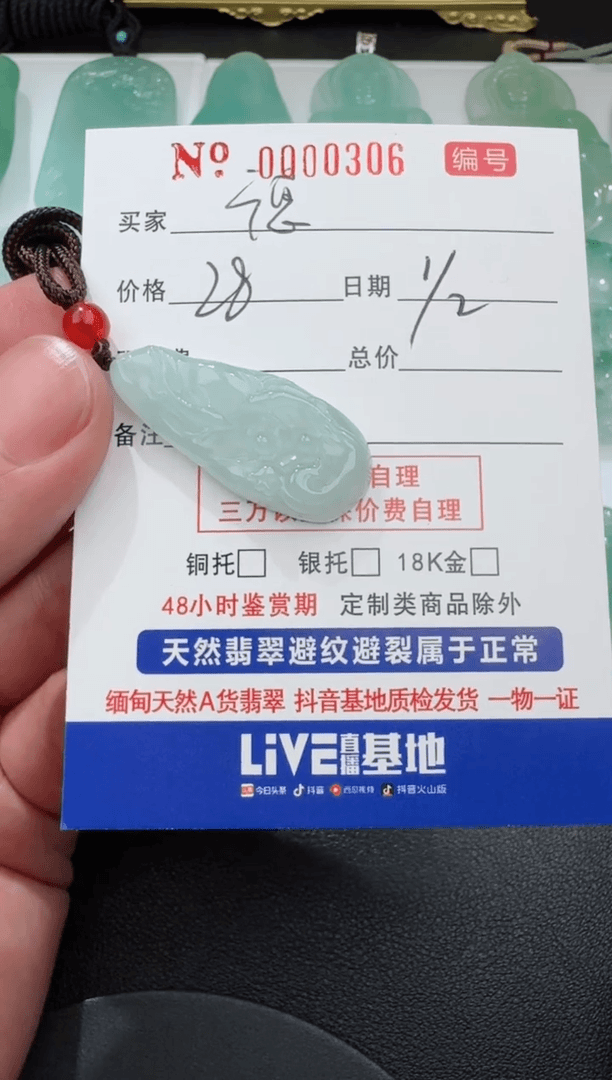 Nº 0000306 编号
买家
价格 28 日期 1/2
费 总价
备注
自理
三万以 保价费自理
铜托 银托 18K金
48小时鉴赏期 定制类商品除外
天然翡翠避纹避裂属于正常
缅甸天然A货翡翠 抖音基地质检发货 一物一证
LiVE直播基地
今日头条 抖音 西瓜视频 抖音火山版